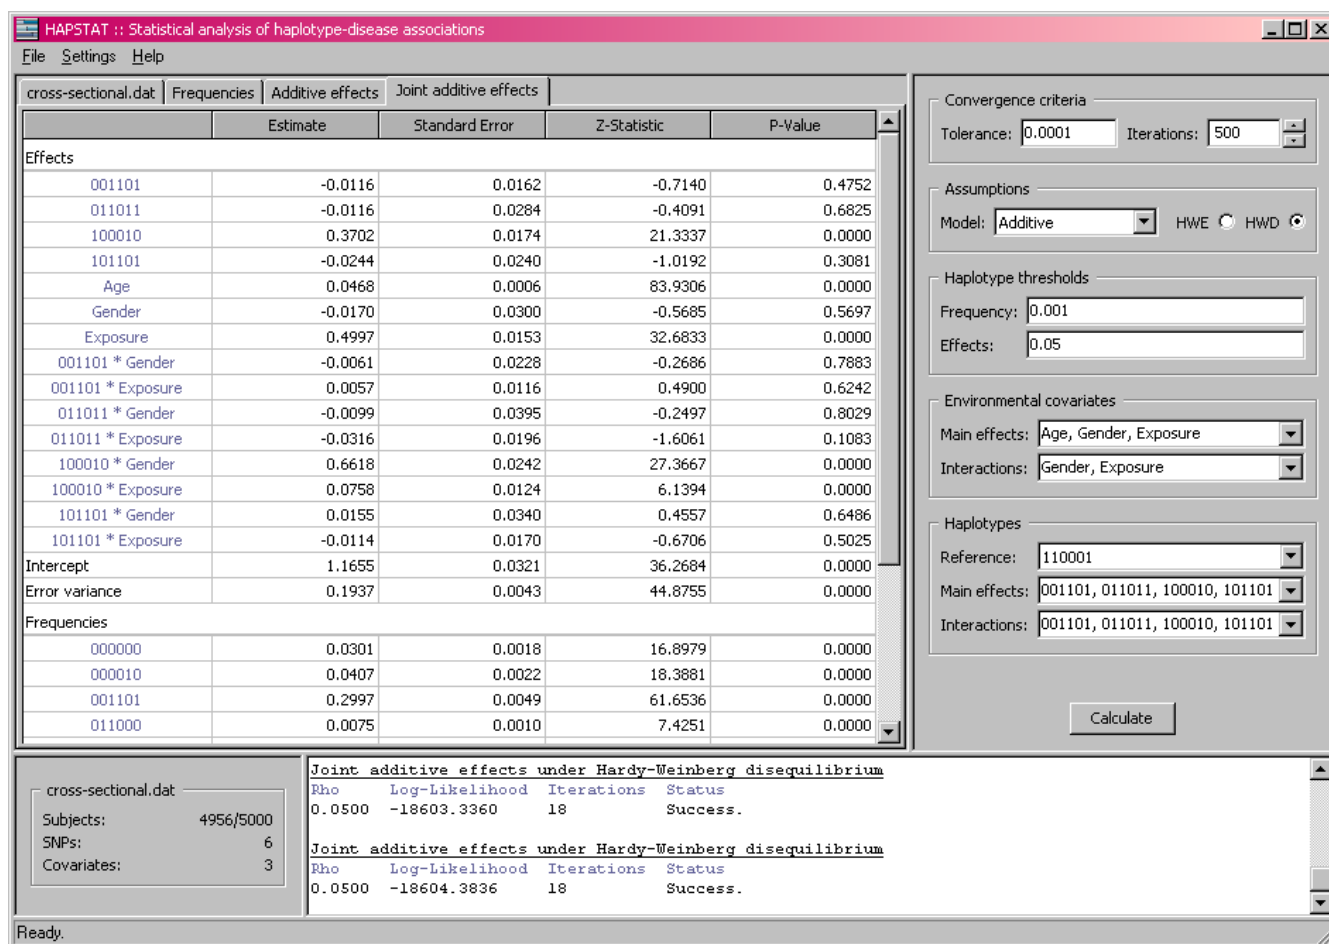 HAPSTAT :: Statistical analysis of haplotype-disease associations
File Settings Help
cross-sectional.dat Frequencies Additive effects Joint additive effects
Estimate Standard Error Z-Statistic P-Value
Effects
001101 -0.0116 0.0162 -0.7140 0.4752
011011 -0.0116 0.0284 -0.4091 0.6825
100010 0.3702 0.0174 21.3337 0.0000
101101 -0.0244 0.0240 -1.0192 0.3081
Age 0.0468 0.0006 83.9306 0.0000
Gender -0.0170 0.0300 -0.5685 0.5697
Exposure 0.4997 0.0153 32.6833 0.0000
001101 * Gender -0.0061 0.0228 -0.2686 0.7883
001101 * Exposure 0.0057 0.0116 0.4900 0.6242
011011 * Gender -0.0099 0.0395 -0.2497 0.8029
011011 * Exposure -0.0316 0.0196 -1.6061 0.1083
100010 * Gender 0.6618 0.0242 27.3667 0.0000
100010 * Exposure 0.0758 0.0124 6.1394 0.0000
101101 * Gender 0.0155 0.0340 0.4557 0.6486
101101 * Exposure -0.0114 0.0170 -0.6706 0.5025
Intercept 1.1655 0.0321 36.2684 0.0000
Error variance 0.1937 0.0043 44.8755 0.0000
Frequencies
000000 0.0301 0.0018 16.8979 0.0000
000010 0.0407 0.0022 18.3881 0.0000
001101 0.2997 0.0049 61.6536 0.0000
011000 0.0075 0.0010 7.4251 0.0000
Convergence criteria
Tolerance: 0.0001 Iterations: 500
Assumptions
Model: Additive HWE HWD
Haplotype thresholds
Frequency: 0.001
Effects: 0.05
Environmental covariates
Main effects: Age, Gender, Exposure
Interactions: Gender, Exposure
Haplotypes
Reference: 110001
Main effects: 001101, 011011, 100010, 101101
Interactions: 001101, 011011, 100010, 101101
Calculate
cross-sectional.dat
Subjects: 4956/5000
SNPs: 6
Covariates: 3
Joint additive effects under Hardy-Weinberg disequilibrium
Rho Log-Likelihood Iterations Status
0.0500 -18603.3360 18 Success.
Joint additive effects under Hardy-Weinberg disequilibrium
Rho Log-Likelihood Iterations Status
0.0500 -18604.3836 18 Success.
Ready.